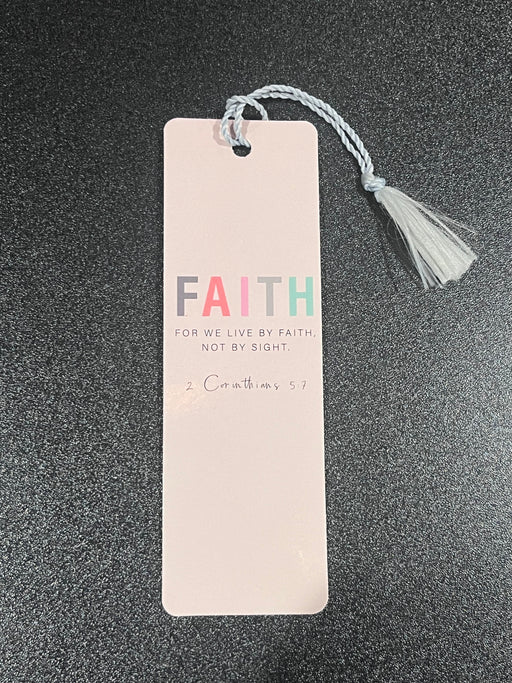 FAITH
FOR WE LIVE BY FAITH,
NOT BY SIGHT.
2 Corinthians 5:7